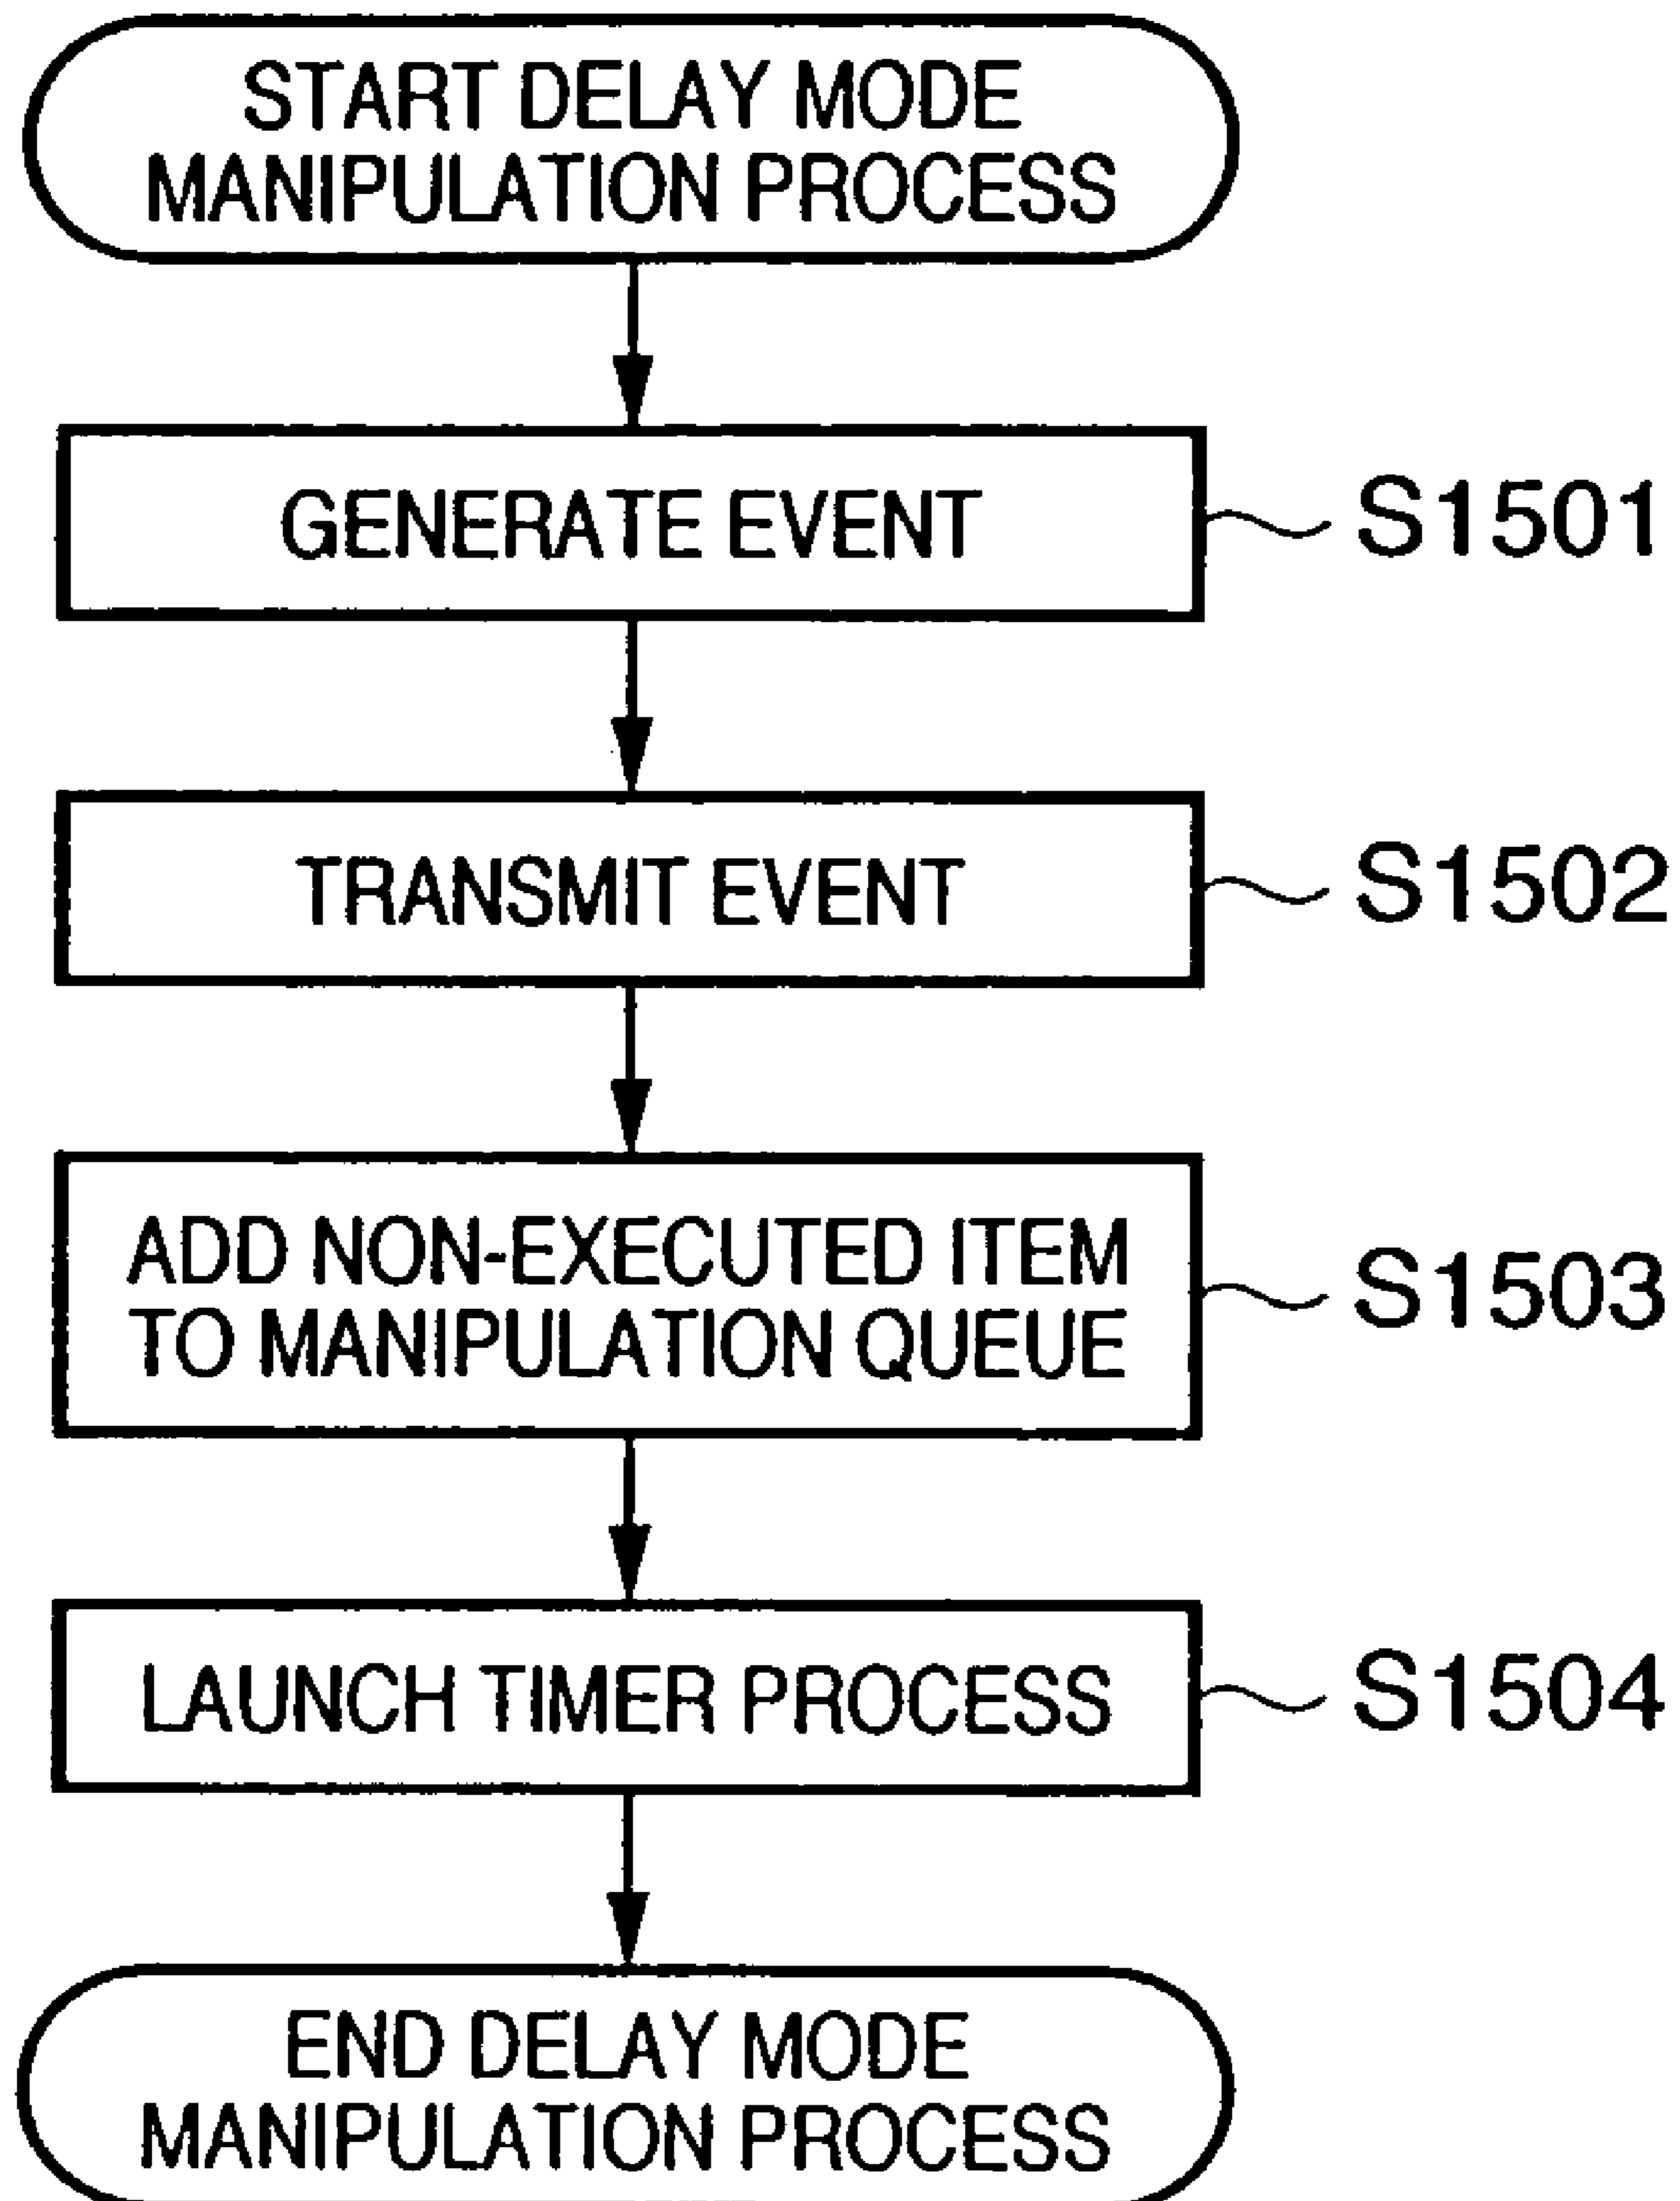 START DELAY MODE
MANIPULATION PROCESS
GENERATE EVENT
S1501
TRANSMIT EVENT
S1502
ADD NON-EXECUTED ITEM
TO MANIPULATION QUEUE
S1503
LAUNCH TIMER PROCESS
S1504
END DELAY MODE
MANIPULATION PROCESS